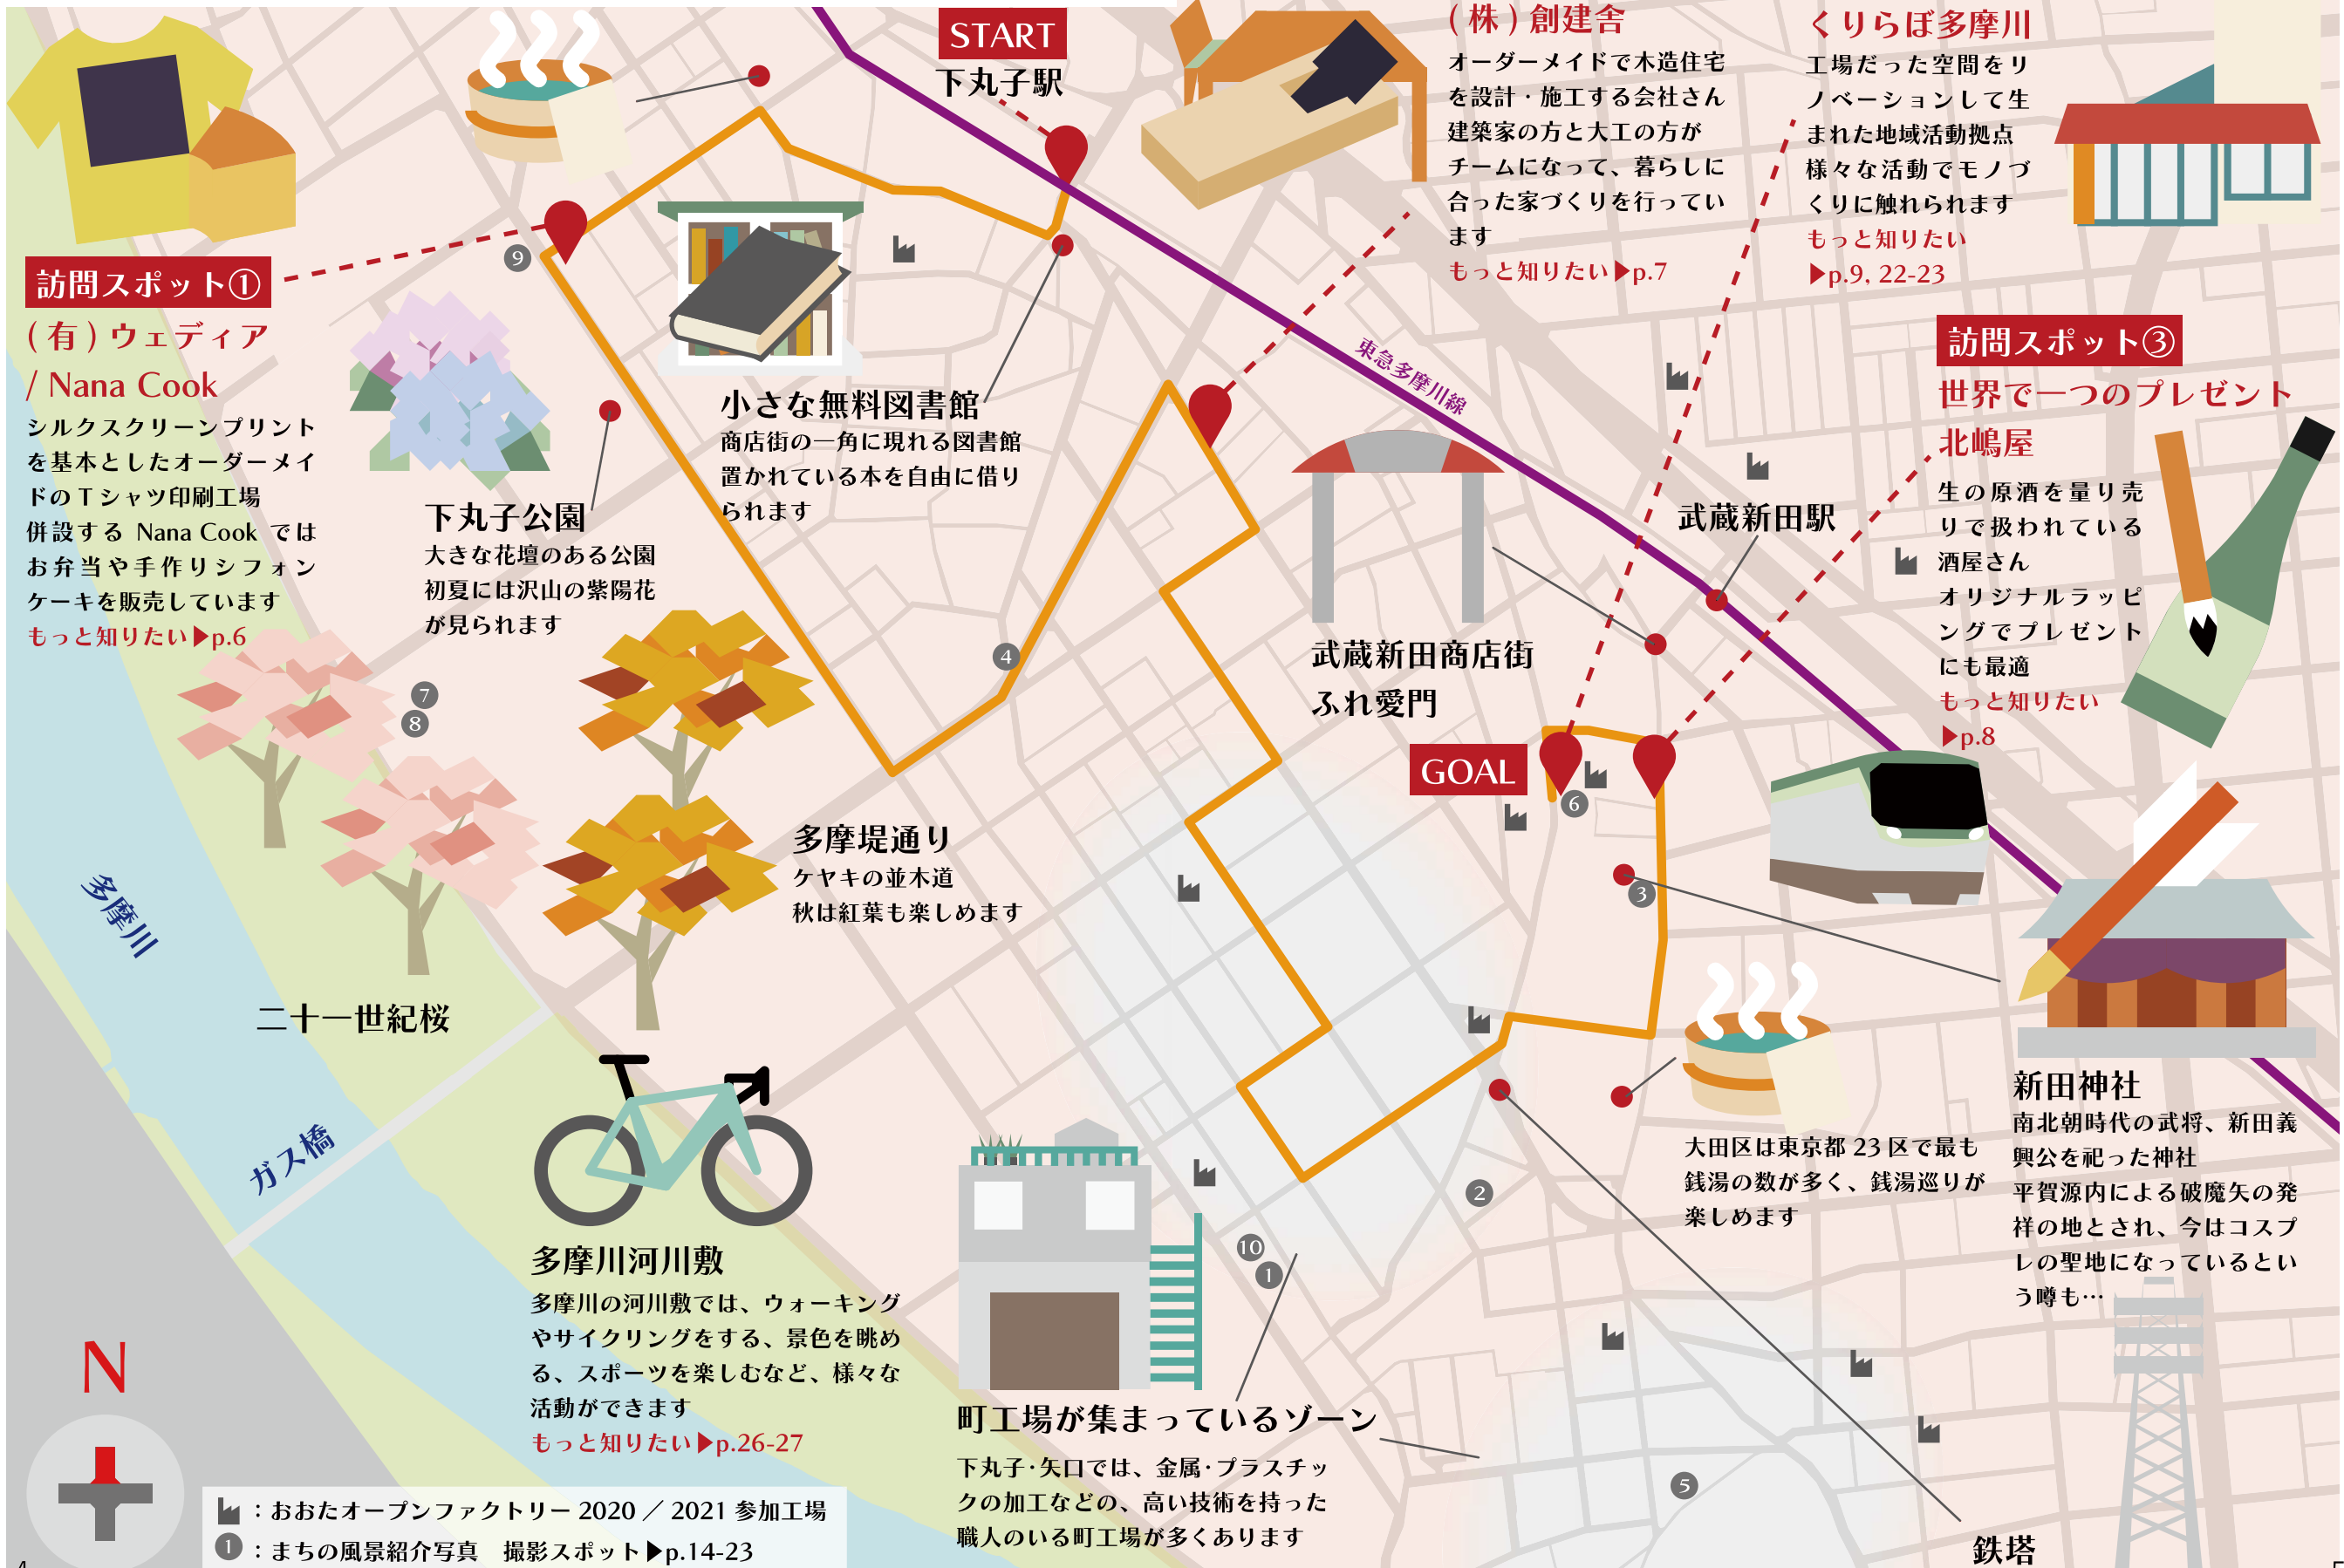 START
下丸子駅
(株)創建舎
オーダーメイドで木造住宅
を設計・施工する会社さん
建築家の方と大工の方が
チームになって、暮らしに
合った家づくりを行ってい
ます
もっと知りたい▶p.7
くりらぼ多摩川
工場だった空間をリ
ノベーションして生
まれた地域活動拠点
様々な活動でモノづ
くりに触れられます
もっと知りたい
▶p.9, 22-23
訪問スポット①
(有)ウェディア
/ Nana Cook
シルクスクリーンプリント
を基本としたオーダーメイ
ドのTシャツ印刷工場
併設する Nana Cook では
お弁当や手作りシフォン
ケーキを販売しています
もっと知りたい▶p.6
9
小さな無料図書館
商店街の一角に現れる図書館
置かれている本を自由に借り
られます
下丸子公園
大きな花壇のある公園
初夏には沢山の紫陽花
が見られます
東急多摩川線
訪問スポット③
世界で一つのプレゼント
北嶋屋
生の原酒を量り売
りで扱われている
酒屋さん
オリジナルラッピ
ングでプレゼント
にも最適
もっと知りたい
▶p.8
武蔵新田駅
武蔵新田商店街
ふれ愛門
4
7
8
GOAL
6
3
多摩堤通り
ケヤキの並木道
秋は紅葉も楽しめます
多摩川
二十一世紀桜
ガス橋
新田神社
南北朝時代の武将、新田義
興公を祀った神社
平賀源内による破魔矢の発
祥の地とされ、今はコスプ
レの聖地になっているとい
う噂も…
大田区は東京都 23 区で最も
銭湯の数が多く、銭湯巡りが
楽しめます
2
10
1
多摩川河川敷
多摩川の河川敷では、ウォーキング
やサイクリングをする、景色を眺め
る、スポーツを楽しむなど、様々な
活動ができます
もっと知りたい▶p.26-27
町工場が集まっているゾーン
下丸子・矢口では、金属・プラスチッ
クの加工などの、高い技術を持った
職人のいる町工場が多くあります
5
鉄塔
N
：おおたオープンファクトリー 2020 ／ 2021 参加工場
1：まちの風景紹介写真　撮影スポット▶p.14-23